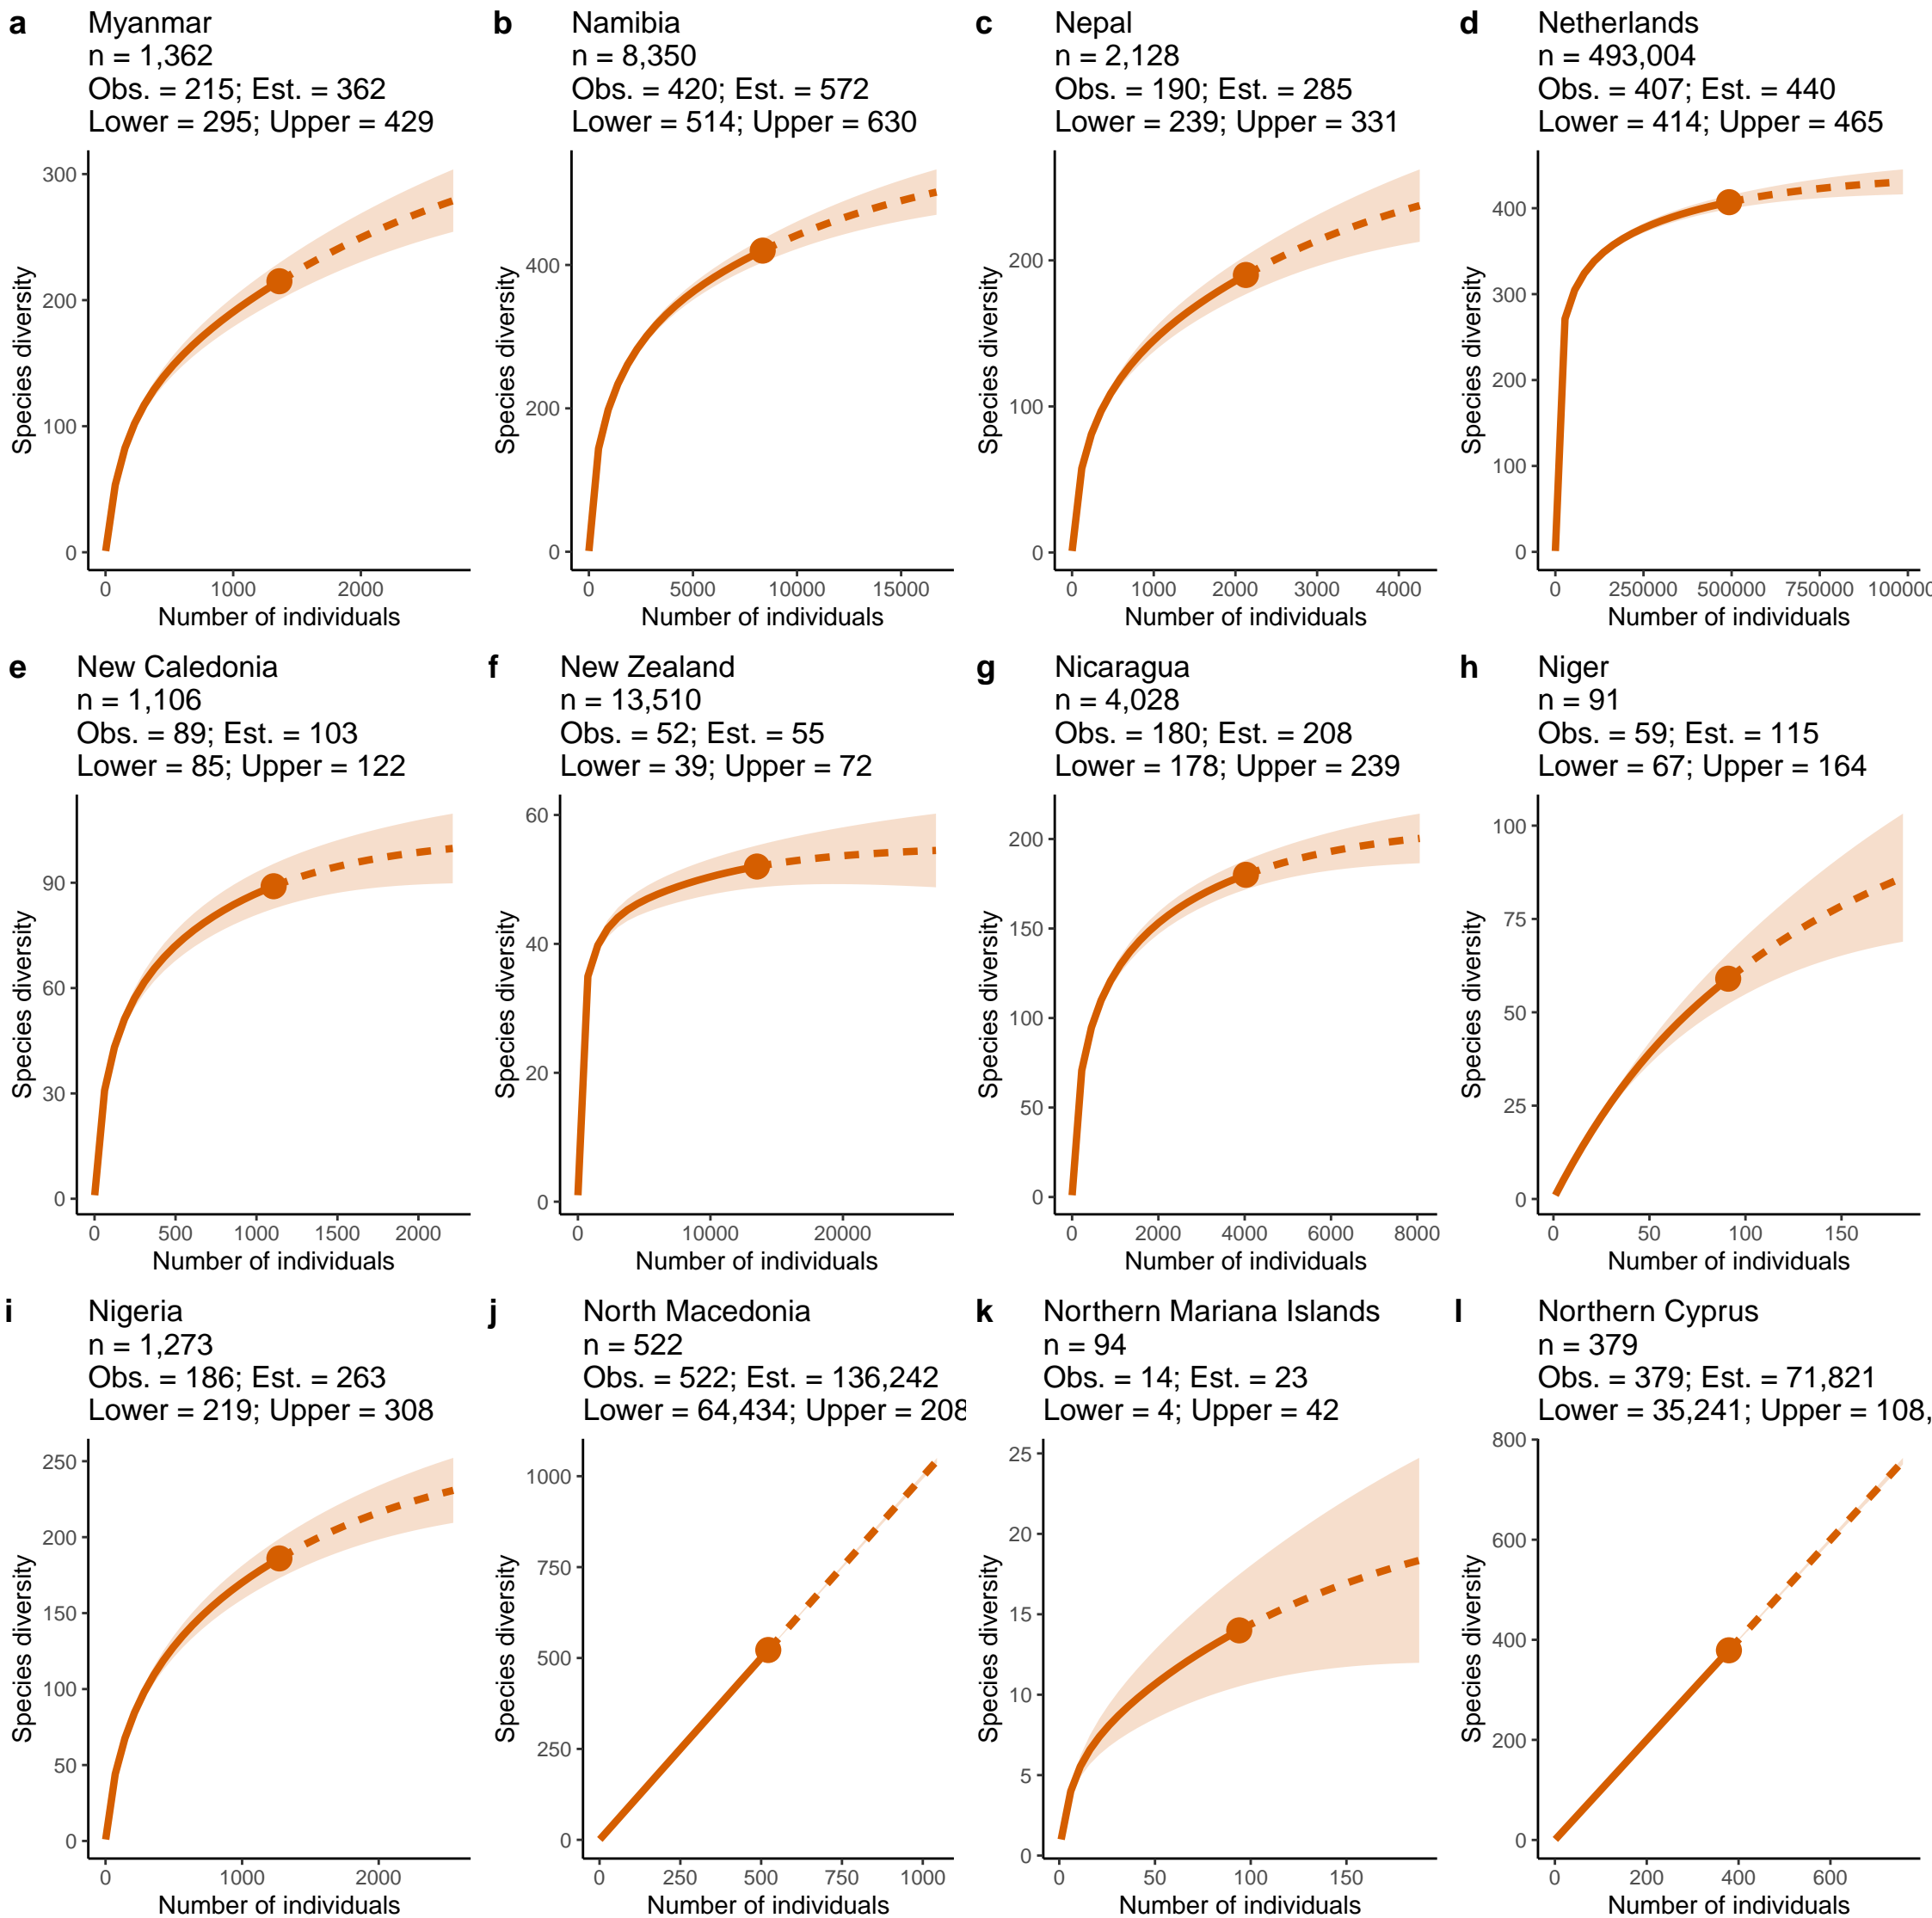 a
Myanmar
n = 1,362
Obs. = 215; Est. = 362
Lower = 295; Upper = 429
Species diversity
300
200
100
0
0 1000 2000
Number of individuals
b
Namibia
n = 8,350
Obs. = 420; Est. = 572
Lower = 514; Upper = 630
Species diversity
400
200
0
0 5000 10000 15000
Number of individuals
c
Nepal
n = 2,128
Obs. = 190; Est. = 285
Lower = 239; Upper = 331
Species diversity
200
100
0
0 1000 2000 3000 4000
Number of individuals
d
Netherlands
n = 493,004
Obs. = 407; Est. = 440
Lower = 414; Upper = 465
Species diversity
400
300
200
100
0
0 250000 500000 750000 100000
Number of individuals
e
New Caledonia
n = 1,106
Obs. = 89; Est. = 103
Lower = 85; Upper = 122
Species diversity
90
60
30
0
0 500 1000 1500 2000
Number of individuals
f
New Zealand
n = 13,510
Obs. = 52; Est. = 55
Lower = 39; Upper = 72
Species diversity
60
40
20
0
0 10000 20000
Number of individuals
g
Nicaragua
n = 4,028
Obs. = 180; Est. = 208
Lower = 178; Upper = 239
Species diversity
200
150
100
50
0
0 2000 4000 6000 8000
Number of individuals
h
Niger
n = 91
Obs. = 59; Est. = 115
Lower = 67; Upper = 164
Species diversity
100
75
50
25
0
0 50 100 150
Number of individuals
i
Nigeria
n = 1,273
Obs. = 186; Est. = 263
Lower = 219; Upper = 308
Species diversity
250
200
150
100
50
0
0 1000 2000
Number of individuals
j
North Macedonia
n = 522
Obs. = 522; Est. = 136,242
Lower = 64,434; Upper = 208
Species diversity
1000
750
500
250
0
0 250 500 750 1000
Number of individuals
k
Northern Mariana Islands
n = 94
Obs. = 14; Est. = 23
Lower = 4; Upper = 42
Species diversity
25
20
15
10
5
0
0 50 100 150
Number of individuals
l
Northern Cyprus
n = 379
Obs. = 379; Est. = 71,821
Lower = 35,241; Upper = 108,
Species diversity
800
600
400
200
0
0 200 400 600
Number of individuals